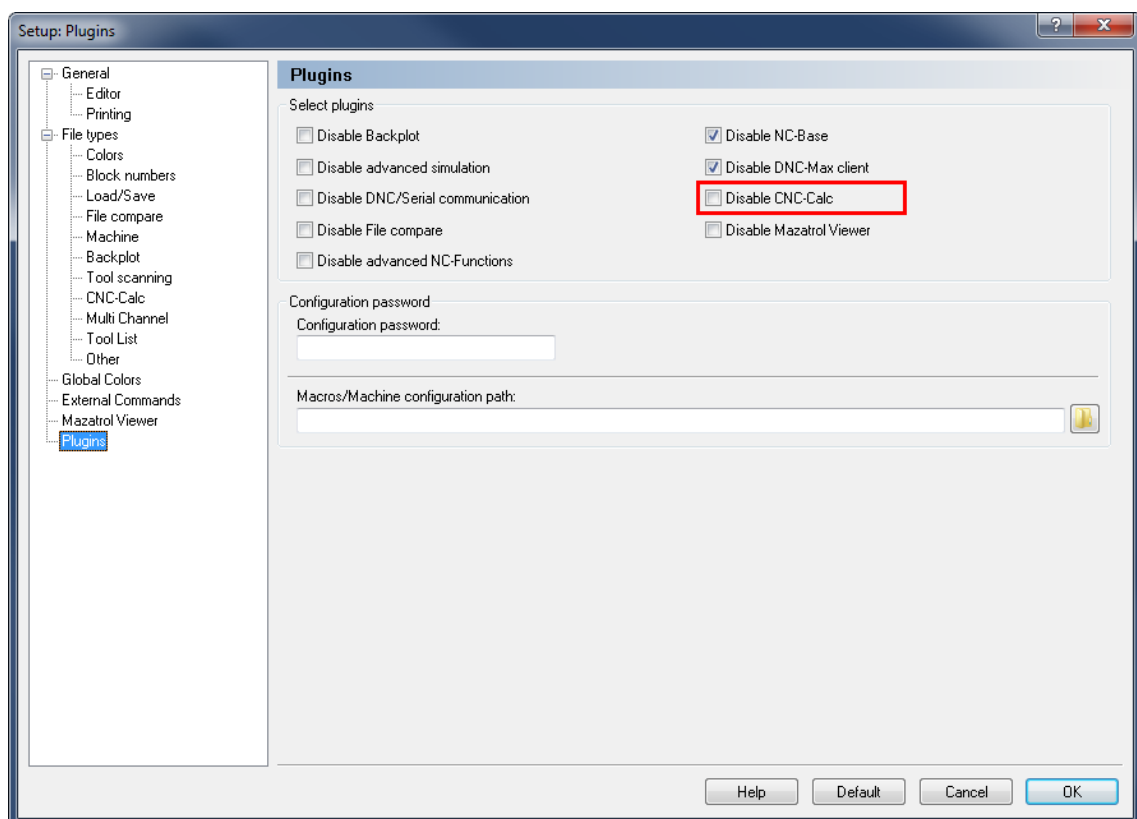 Setup: Plugins
?
X
General
Editor
Printing
File types
Colors
Block numbers
Load/Save
File compare
Machine
Backplot
Tool scanning
CNC-Calc
Multi Channel
Tool List
Other
Global Colors
External Commands
Mazatrol Viewer
Plugins
Plugins
Select plugins
Disable Backplot
Disable NC-Base
Disable advanced simulation
Disable DNC-Max client
Disable DNC/Serial communication
Disable CNC-Calc
Disable File compare
Disable Mazatrol Viewer
Disable advanced NC-Functions
Configuration password
Configuration password:
Macros/Machine configuration path:
Help
Default
Cancel
OK